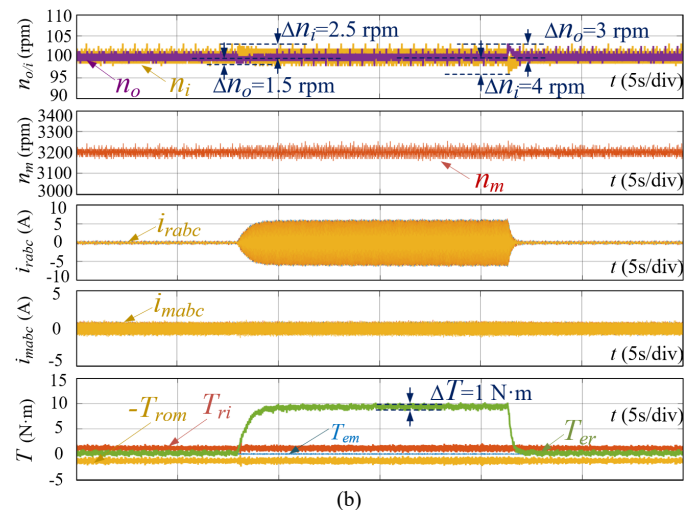 n_o/i (rpm)
110
105
100
95
90
Δn_i=2.5 rpm
Δn_o=3 rpm
n_o
n_i
Δn_o=1.5 rpm
Δn_i=4 rpm
t (5s/div)
n_m (rpm)
3400
3300
3200
3100
3000
n_m
t (5s/div)
i_rabc (A)
10
5
0
-5
-10
i_rabc
t (5s/div)
i_mabc (A)
5
0
-5
i_mabc
t (5s/div)
T (N·m)
15
10
5
0
-5
-T_rom
T_ri
T_em
ΔT=1 N·m
T_er
t (5s/div)
(b)